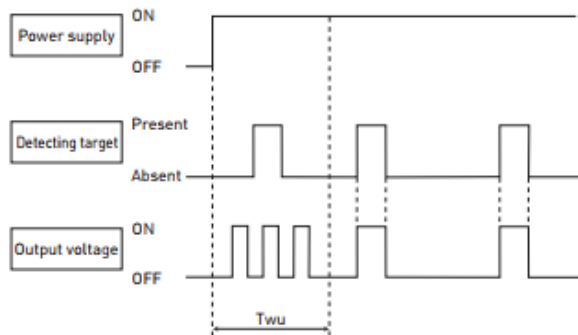 ON
Power supply
OFF
Present
Detecting target
Absent
ON
Output voltage
OFF
Twu